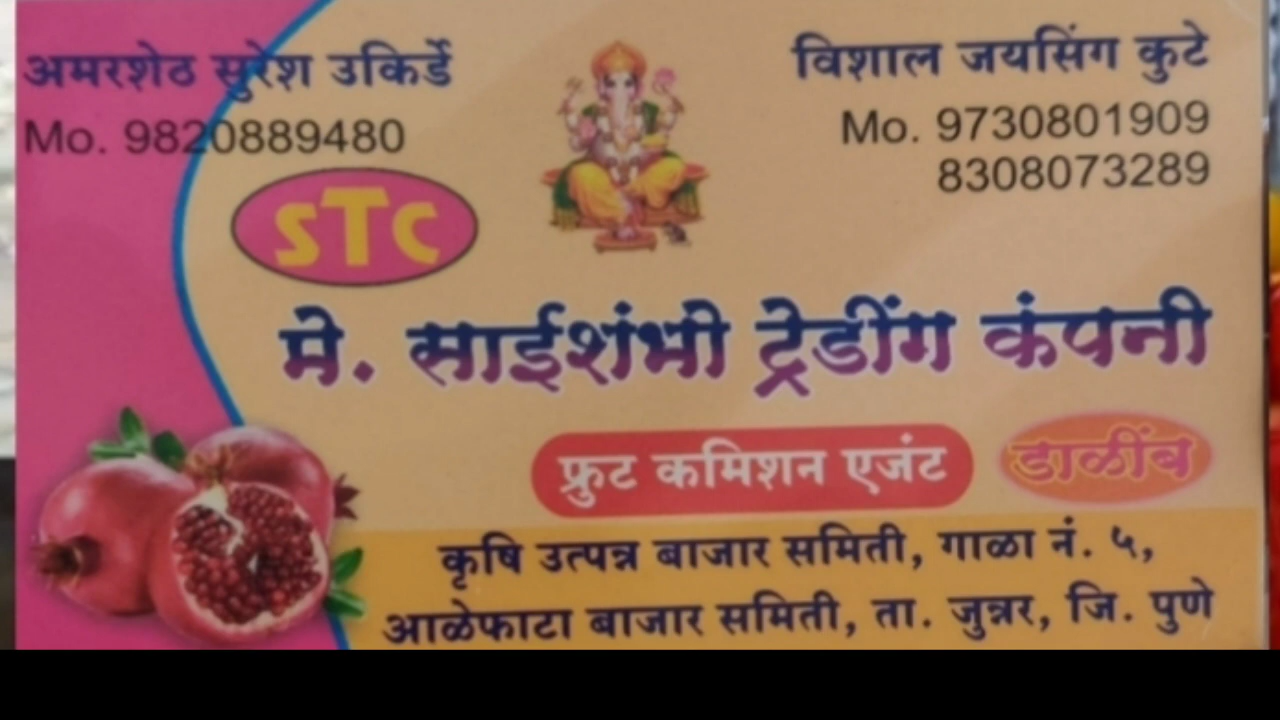 अमरशेठ सुरेश उकिर्डे
Mo. 9820889480
विशाल जयसिंग कुटे
Mo. 9730801909
8308073289
STC
मे. साईशंभो ट्रेडींग कंपनी
फ्रुट कमिशन एजंट
डाळींब
कृषि उत्पन्न बाजार समिती, गाळा नं. ५,
आळेफाटा बाजार समिती, ता. जुन्नर, जि. पुणे